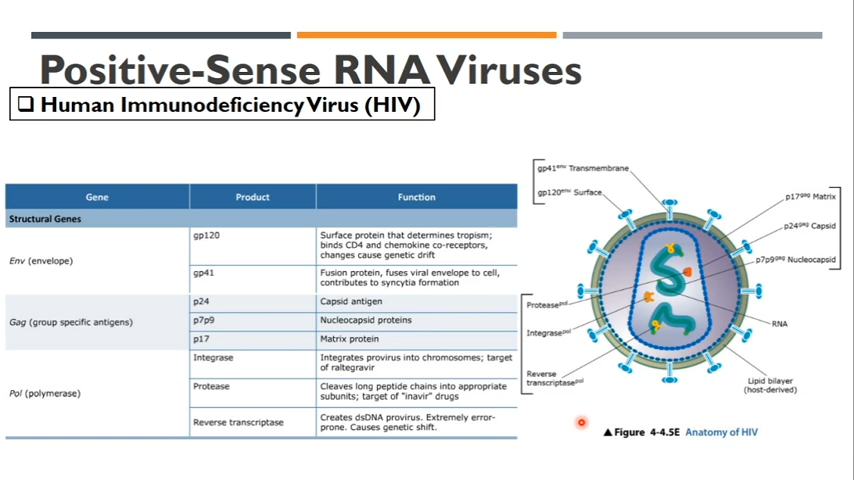 Positive-Sense RNA Viruses
❑ Human Immunodeficiency Virus (HIV)
Gene Product Function
Structural Genes
Env (envelope)
gp120
Surface protein that determines tropism;
binds CD4 and chemokine co-receptors,
changes cause genetic drift
gp41
Fusion protein, fuses viral envelope to cell,
contributes to syncytia formation
Gag (group specific antigens)
p24
Capsid antigen
p7p9
Nucleocapsid proteins
p17
Matrix protein
Pol (polymerase)
Integrase
Integrates provirus into chromosomes; target
of raltegravir
Protease
Cleaves long peptide chains into appropriate
subunits; target of "inavir" drugs
Reverse transcriptase
Creates dsDNA provirus. Extremely error-
prone. Causes genetic shift.
gp41env Transmembrane
gp120env Surface
p17gag Matrix
p24gag Capsid
p7p9gag Nucleocapsid
Proteasepol
Integrasepol
Reverse
transcriptasepol
RNA
Lipid bilayer
(host-derived)
▲ Figure 4-4.5E Anatomy of HIV